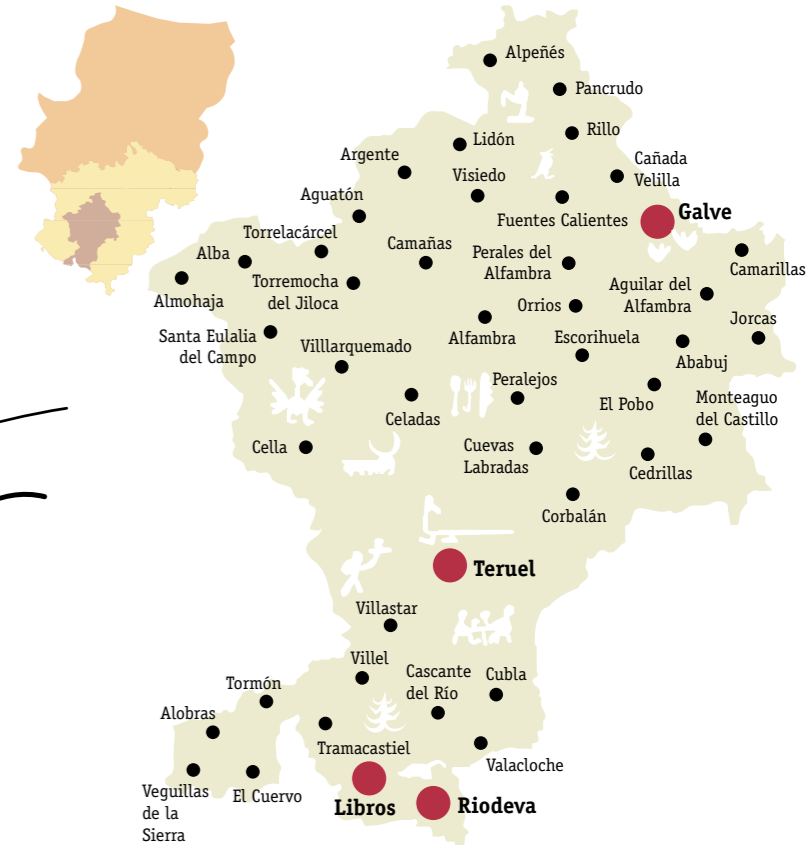 Alpeñés
Pancrudo
Rillo
Lidón
Argente
Cañada
Velilla
Visiedo
Aguatón
Fuentes Calientes
Galve
Torrelacárcel
Camañas
Alba
Perales del
Alfambra
Camarillas
Torremocha
del Jiloca
Aguilar del
Alfambra
Almohaja
Orrios
Jorcas
Santa Eulalia
del Campo
Villlarquemado
Alfambra
Escorihuela
Ababuj
Peralejos
El Pobo
Monteaguo
del Castillo
Celadas
Cella
Cuevas
Labradas
Cedrillas
Corbalán
Teruel
Villastar
Villel
Cascante
del Río
Cubla
Tormón
Alobras
Tramacastiel
Valacloche
Veguillas
de la
Sierra
El Cuervo
Libros
Riodeva